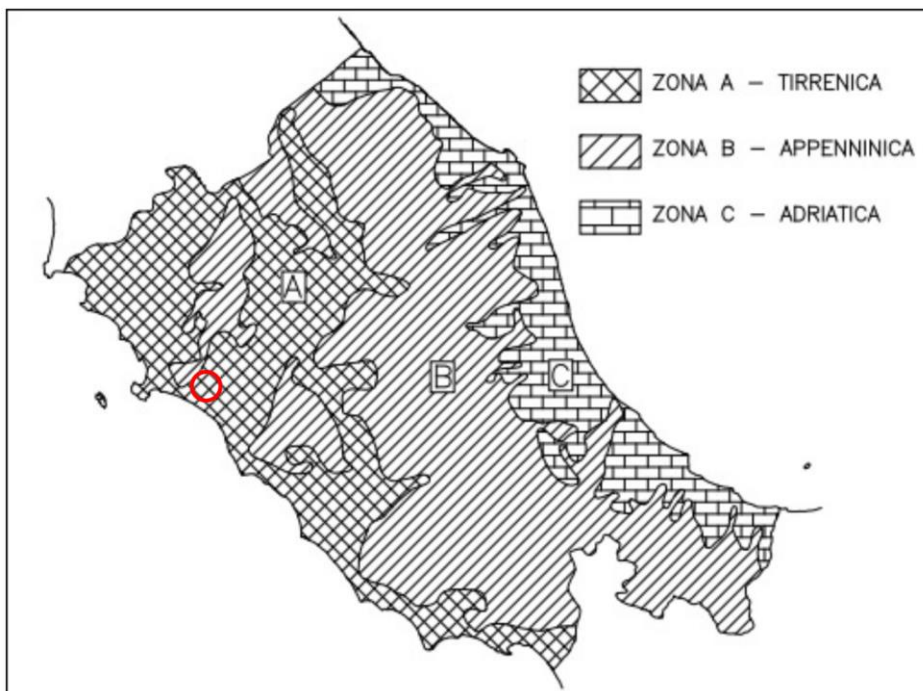 ZONA A – TIRRENICA
ZONA B – APPENNINICA
ZONA C – ADRIATICA
A
B
C